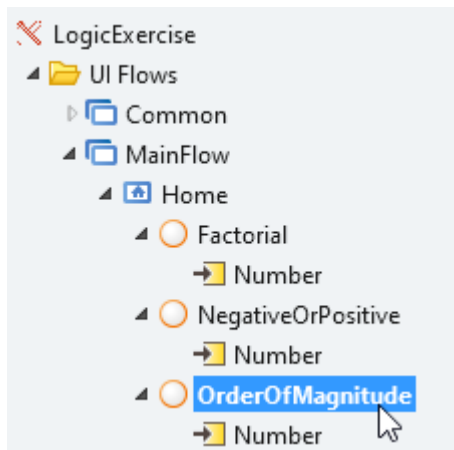 LogicExercise
UI Flows
Common
MainFlow
Home
Factorial
Number
NegativeOrPositive
Number
OrderOfMagnitude
Number